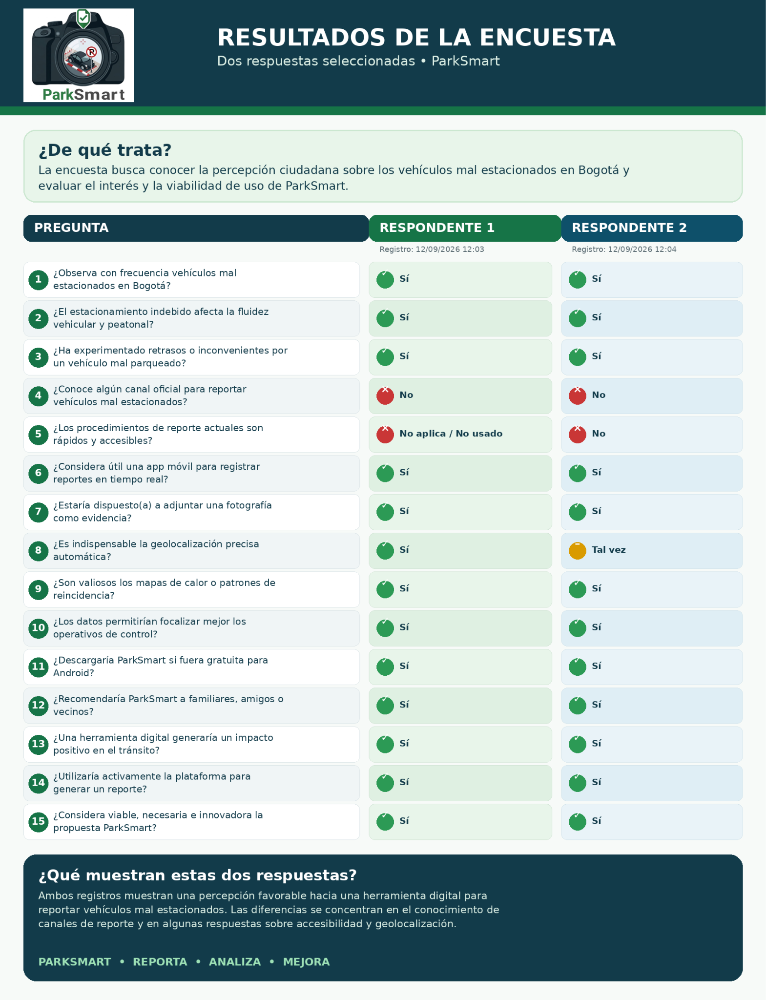 ParkSmart
RESULTADOS DE LA ENCUESTA
Dos respuestas seleccionadas • ParkSmart
¿De qué trata?
La encuesta busca conocer la percepción ciudadana sobre los vehículos mal estacionados en Bogotá y
evaluar el interés y la viabilidad de uso de ParkSmart.
PREGUNTA
RESPONDENTE 1
RESPONDENTE 2
Registro: 12/09/2026 12:03
Registro: 12/09/2026 12:04
1
¿Observa con frecuencia vehículos mal
estacionados en Bogotá?
✓ Sí
✓ Sí
2
¿El estacionamiento indebido afecta la fluidez
vehicular y peatonal?
✓ Sí
✓ Sí
3
¿Ha experimentado retrasos o inconvenientes por
un vehículo mal parqueado?
✓ Sí
✓ Sí
4
¿Conoce algún canal oficial para reportar
vehículos mal estacionados?
✕ No
✕ No
5
¿Los procedimientos de reporte actuales son
rápidos y accesibles?
✕ No aplica / No usado
✕ No
6
¿Considera útil una app móvil para registrar
reportes en tiempo real?
✓ Sí
✓ Sí
7
¿Estaría dispuesto(a) a adjuntar una fotografía
como evidencia?
✓ Sí
✓ Sí
8
¿Es indispensable la geolocalización precisa
automática?
✓ Sí
– Tal vez
9
¿Son valiosos los mapas de calor o patrones de
reincidencia?
✓ Sí
✓ Sí
10
¿Los datos permitirían focalizar mejor los
operativos de control?
✓ Sí
✓ Sí
11
¿Descargaría ParkSmart si fuera gratuita para
Android?
✓ Sí
✓ Sí
12
¿Recomendaría ParkSmart a familiares, amigos o
vecinos?
✓ Sí
✓ Sí
13
¿Una herramienta digital generaría un impacto
positivo en el tránsito?
✓ Sí
✓ Sí
14
¿Utilizaría activamente la plataforma para
generar un reporte?
✓ Sí
✓ Sí
15
¿Considera viable, necesaria e innovadora la
propuesta ParkSmart?
✓ Sí
✓ Sí
¿Qué muestran estas dos respuestas?
Ambos registros muestran una percepción favorable hacia una herramienta digital para
reportar vehículos mal estacionados. Las diferencias se concentran en el conocimiento de
canales de reporte y en algunas respuestas sobre accesibilidad y geolocalización.
PARKSMART • REPORTA • ANALIZA • MEJORA